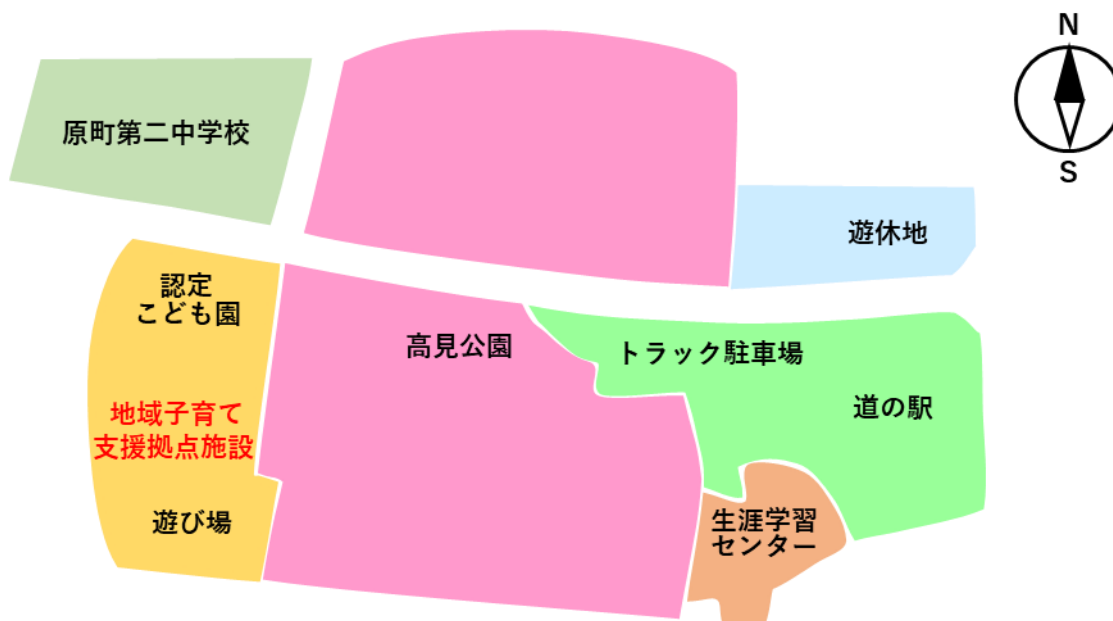 N
S
原町第二中学校
遊休地
認定
こども園
高見公園
トラック駐車場
道の駅
地域子育て
支援拠点施設
遊び場
生涯学習
センター